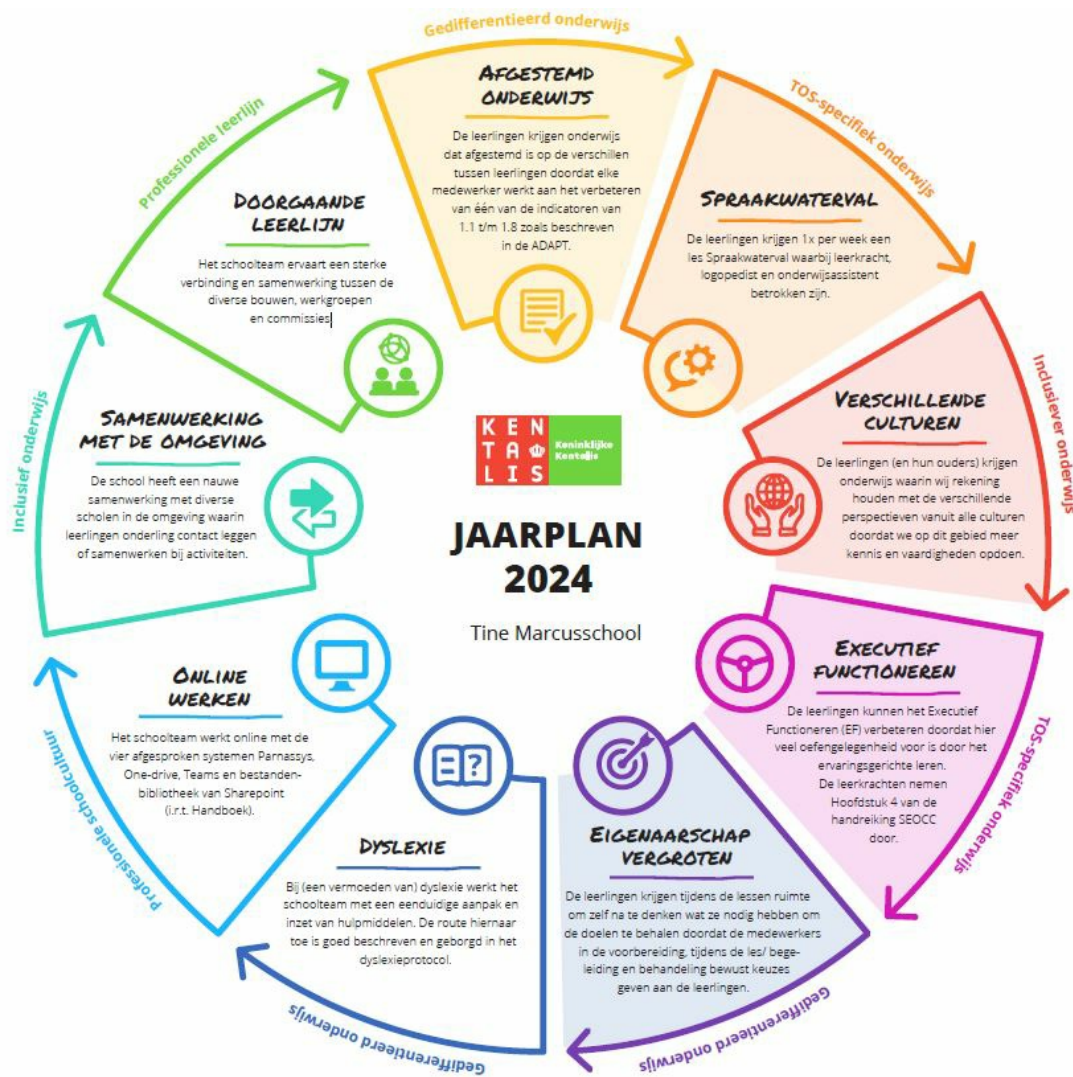 Gedifferentieerd onderwijs
AFGESTEMD
ONDERWIJS
De leerlingen krijgen onderwijs
dat afgestemd is op de verschillen
tussen leerlingen doordat elke
medewerker werkt aan het verbeteren
van één van de indicatoren van
1.1 t/m 1.8 zoals beschreven
in de ADAPT.
TOS-specifiek onderwijs
SPRAAKWATERVAL
De leerlingen krijgen 1x per week een
les Spraakwaterval waarbij leerkracht,
logopedist en onderwijsassistent
betrokken zijn.
Inclusiever onderwijs
VERSCHILLENDE
CULTUREN
De leerlingen (en hun ouders) krijgen
onderwijs waarin wij rekening
houden met de verschillende
perspectieven vanuit alle culturen
doordat we op dit gebied meer
kennis en vaardigheden opdoen.
TOS-specifiek onderwijs
EXECUTIEF
FUNCTIONEREN
De leerlingen kunnen het Executief
Functioneren (EF) verbeteren doordat hier
veel oefengelegenheid voor is door het
ervaringsgerichte leren.
De leerkrachten nemen
Hoofdstuk 4 van de
handreiking SEOCC
door.
Gedifferentieerd onderwijs
EIGENAARSCHAP
VERGROTEN
De leerlingen krijgen tijdens de lessen ruimte
om zelf na te denken wat ze nodig hebben om
de doelen te behalen doordat de medewerkers
in de voorbereiding, tijdens de les/ bege-
leiding en behandeling bewust keuzes
geven aan de leerlingen.
Gedifferentieerd onderwijs
DYSLEXIE
Bij (een vermoeden van) dyslexie werkt het
schoolteam met een eenduidige aanpak en
inzet van hulpmiddelen. De route hiernaar
toe is goed beschreven en geborgd in het
dyslexieprotocol.
?
Professionele schoolcultuur
ONLINE
WERKEN
Het schoolteam werkt online met de
vier afgesproken systemen Parnassys,
One-drive, Teams en bestanden-
bibliotheek van Sharepoint
(i.r.t. Handboek).
Inclusief onderwijs
SAMENWERKING
MET DE OMGEVING
De school heeft een nauwe
samenwerking met diverse
scholen in de omgeving waarin
leerlingen onderling contact leggen
of samenwerken bij activiteiten.
Professionele leerlijn
DOORGAANDE
LEERLIJN
Het schoolteam ervaart een sterke
verbinding en samenwerking tussen de
diverse bouwen, werkgroepen
en commissies
KEN
TA
LIS
Koninklijke
Kentalis
JAARPLAN
2024
Tine Marcusschool